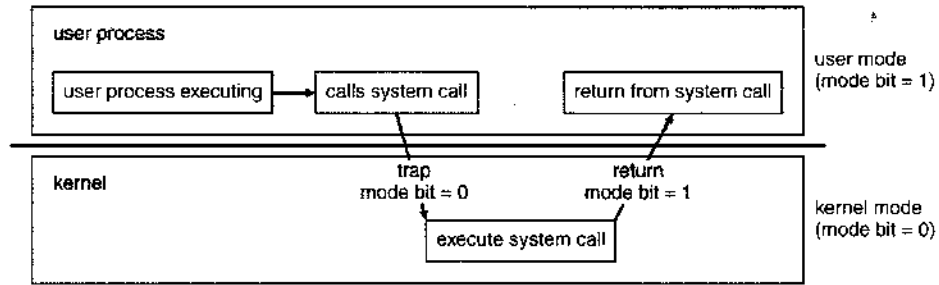 user process
user process executing
calls system call
return from system call
user mode
(mode bit = 1)
trap
mode bit = 0
return
mode bit = 1
kernel
execute system call
kernel mode
(mode bit = 0)